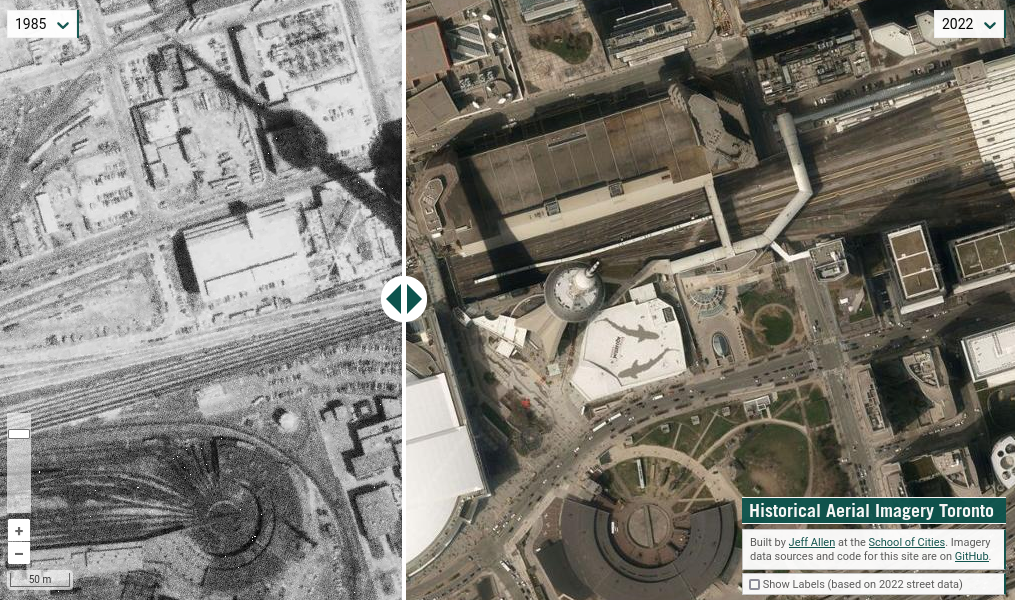 1985
2022
Historical Aerial Imagery Toronto
Built by Jeff Allen at the School of Cities. Imagery
data sources and code for this site are on GitHub.
+
−
50 m
Show Labels (based on 2022 street data)